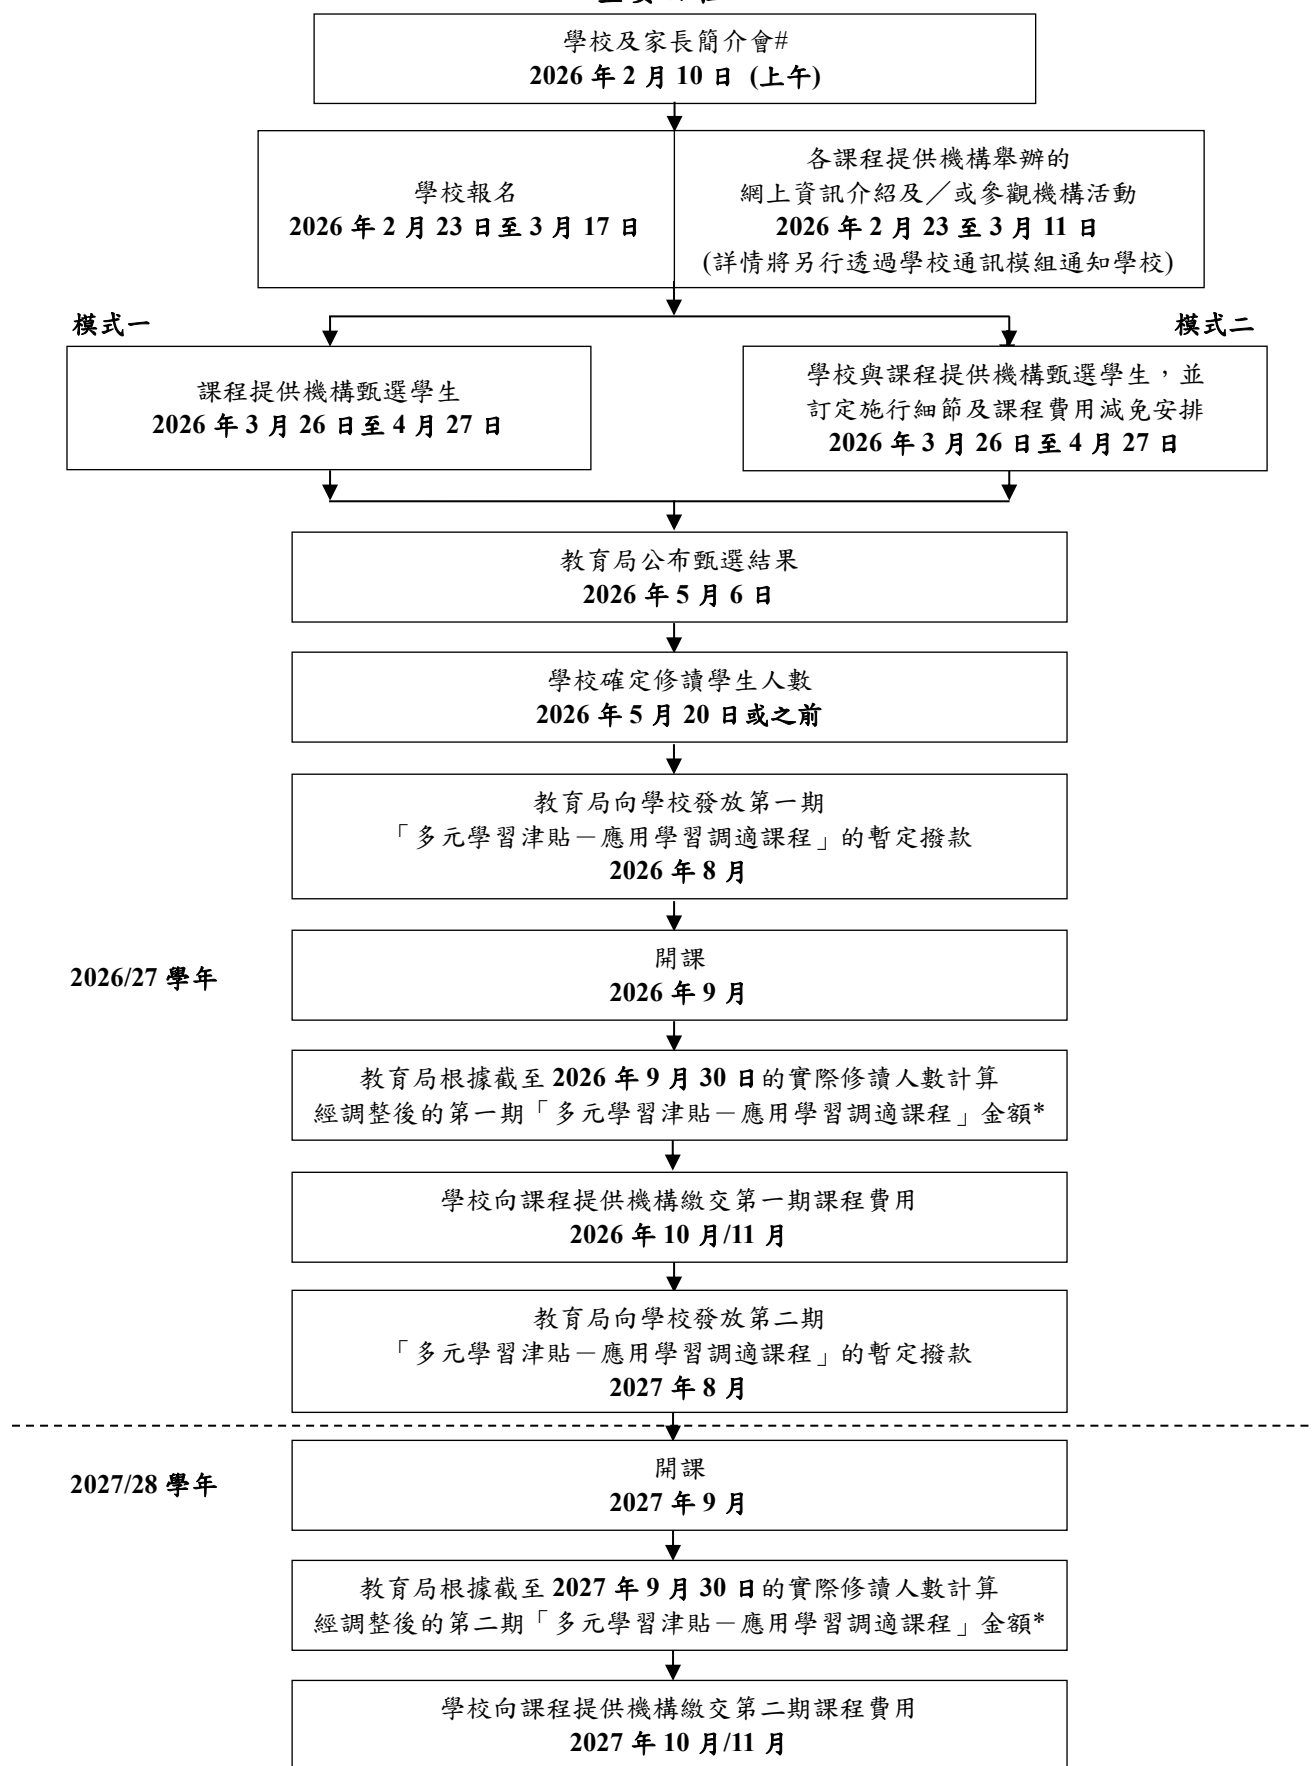 學校及家長簡介會#
2026 年 2 月 10 日 (上午)
學校報名
2026 年 2 月 23 日至 3 月 17 日
各課程提供機構舉辦的
網上資訊介紹及／或參觀機構活動
2026 年 2 月 23 至 3 月 11 日
(詳情將另行透過學校通訊模組通知學校)
模式一
模式二
課程提供機構甄選學生
2026 年 3 月 26 日至 4 月 27 日
學校與課程提供機構甄選學生，並
訂定施行細節及課程費用減免安排
2026 年 3 月 26 日至 4 月 27 日
教育局公布甄選結果
2026 年 5 月 6 日
學校確定修讀學生人數
2026 年 5 月 20 日或之前
教育局向學校發放第一期
「多元學習津貼－應用學習調適課程」的暫定撥款
2026 年 8 月
2026/27 學年
開課
2026 年 9 月
教育局根據截至 2026 年 9 月 30 日的實際修讀人數計算
經調整後的第一期「多元學習津貼－應用學習調適課程」金額*
學校向課程提供機構繳交第一期課程費用
2026 年 10 月/11 月
教育局向學校發放第二期
「多元學習津貼－應用學習調適課程」的暫定撥款
2027 年 8 月
2027/28 學年
開課
2027 年 9 月
教育局根據截至 2027 年 9 月 30 日的實際修讀人數計算
經調整後的第二期「多元學習津貼－應用學習調適課程」金額*
學校向課程提供機構繳交第二期課程費用
2027 年 10 月/11 月